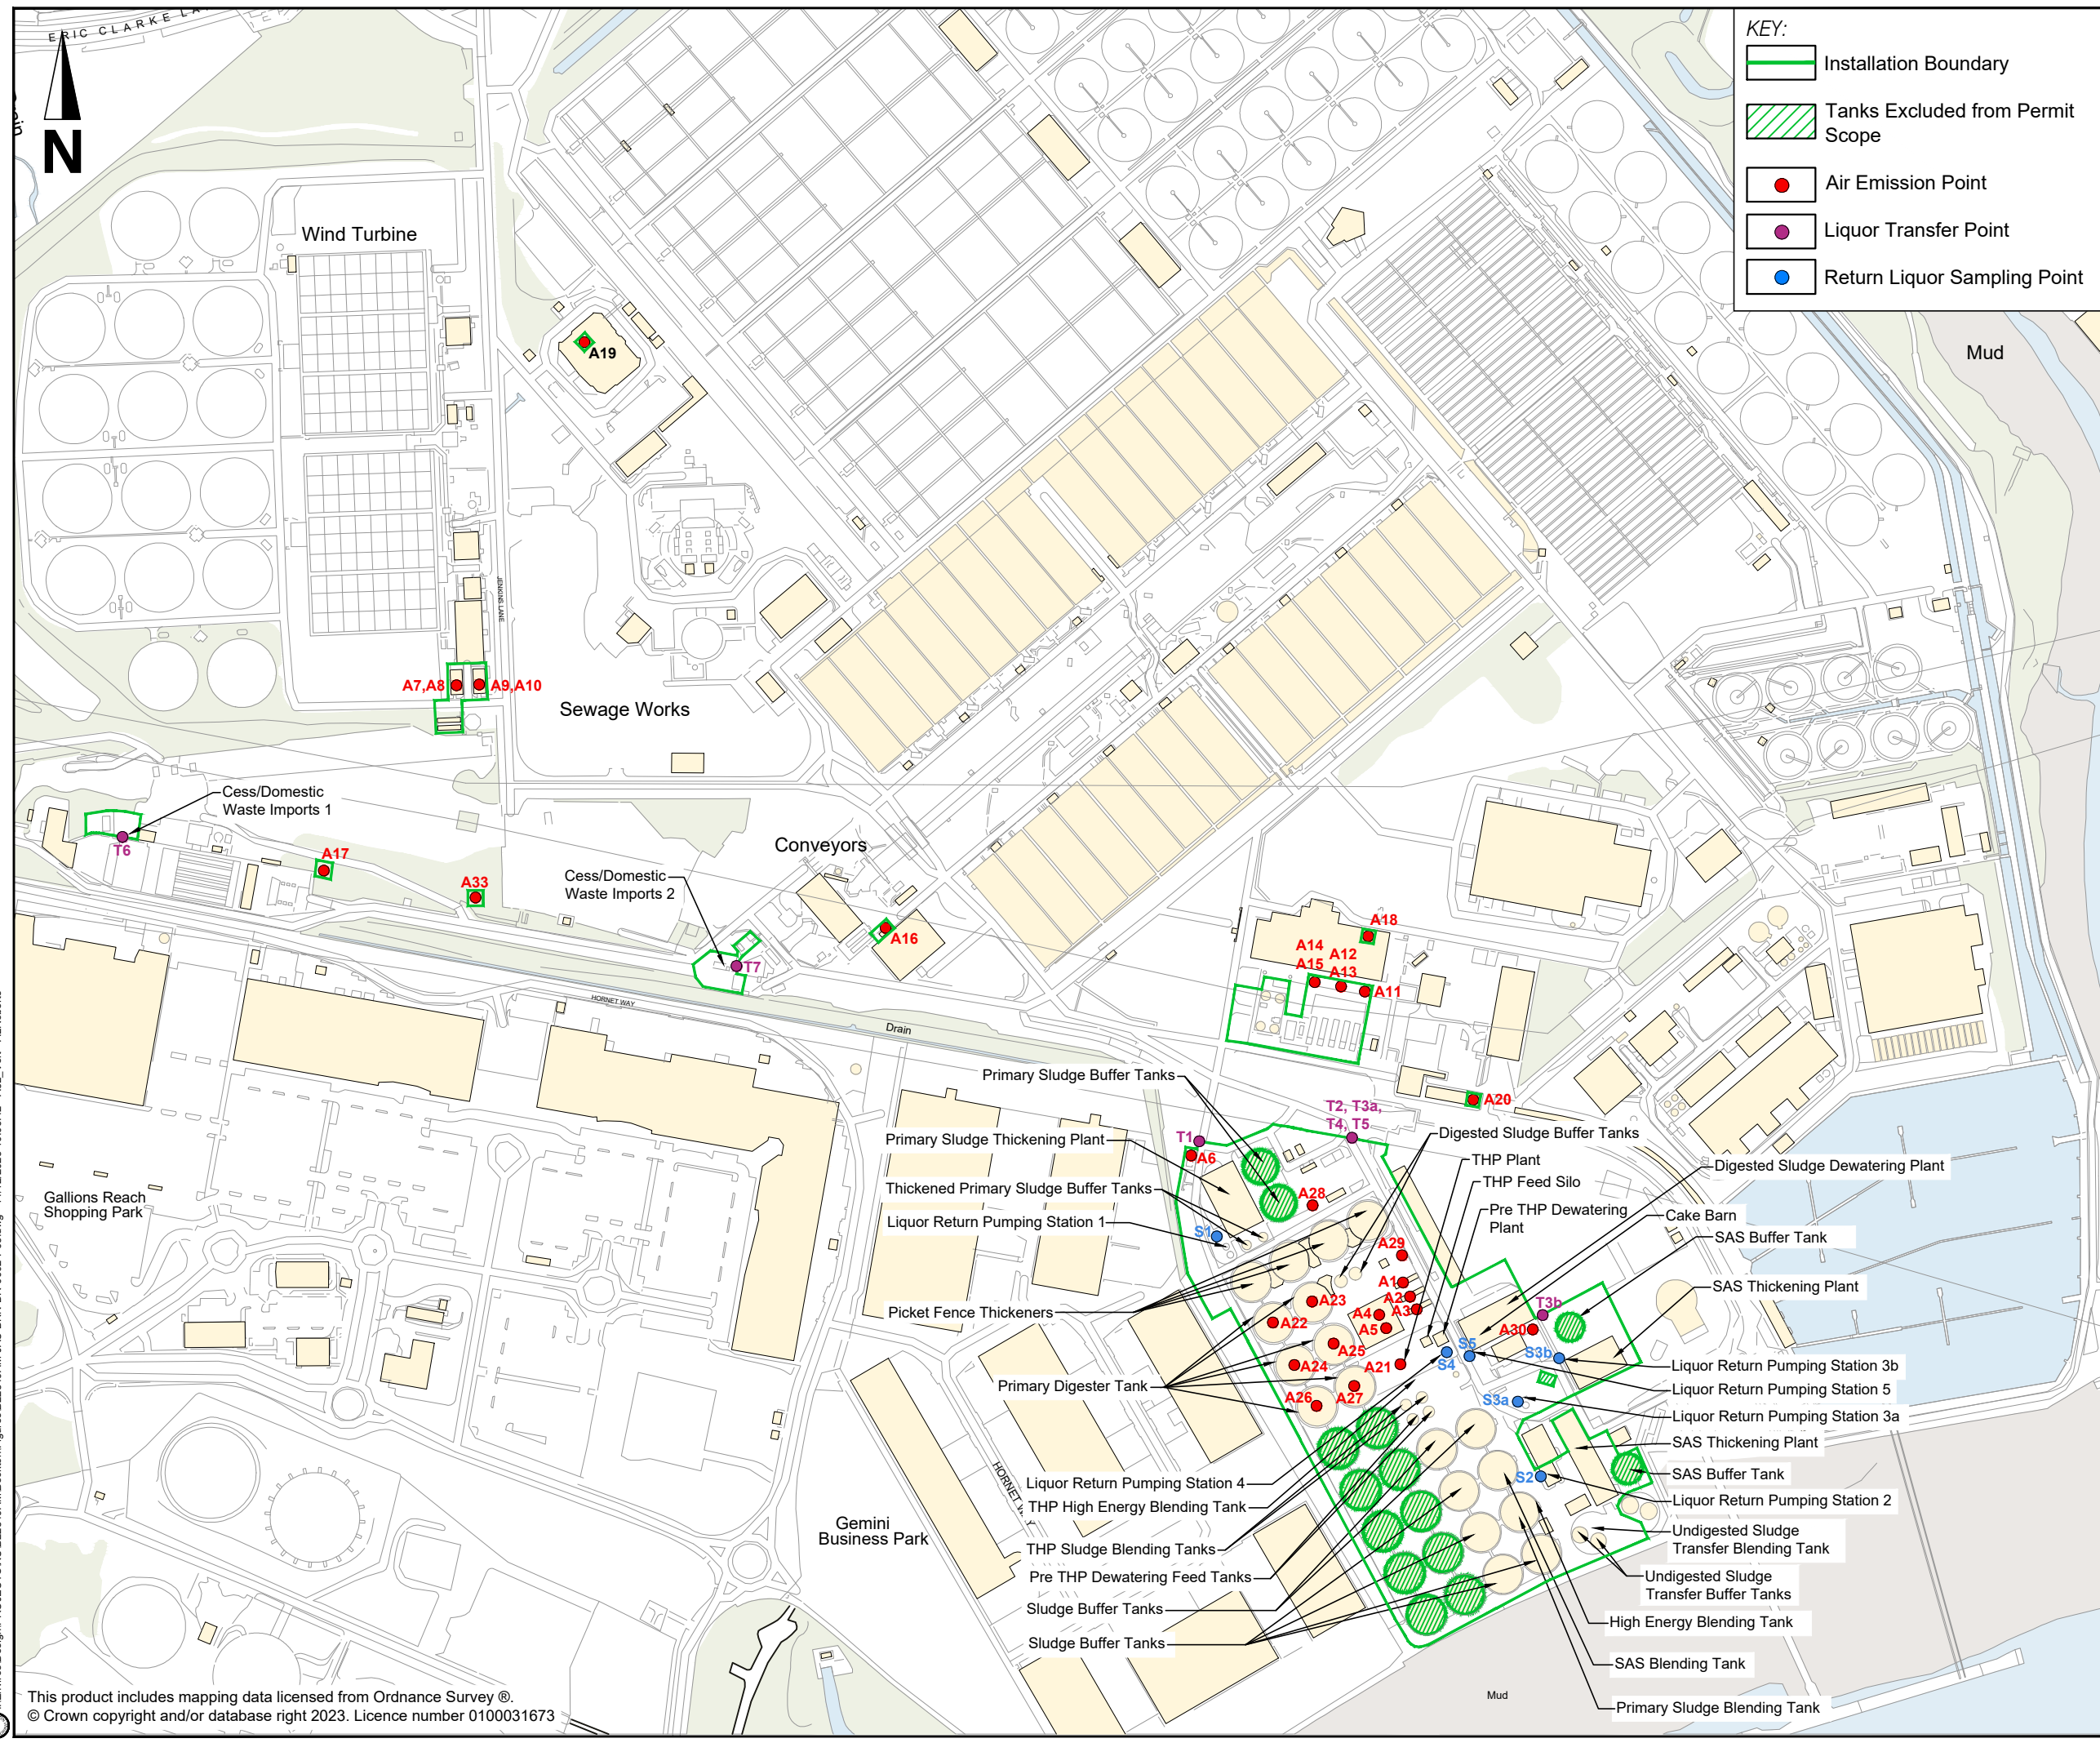 ERIC CLARKE LA
N
KEY:
Installation Boundary
Tanks Excluded from Permit
Scope
Air Emission Point
Liquor Transfer Point
Return Liquor Sampling Point
Mud
Wind Turbine
A19
JENKINS LANE
A7,A8
A9,A10
Sewage Works
Cess/Domestic
Waste Imports 1
T6
A17
A33
Conveyors
Cess/Domestic
Waste Imports 2
A16
T7
HORNET WAY
Drain
A18
A14
A12
A15
A13
A11
A20
Primary Sludge Buffer Tanks
T2, T3a,
T4, T5
T1
A6
Primary Sludge Thickening Plant
Thickened Primary Sludge Buffer Tanks
Liquor Return Pumping Station 1
S1
A28
Digested Sludge Buffer Tanks
THP Plant
THP Feed Silo
Pre THP Dewatering
Plant
Digested Sludge Dewatering Plant
Cake Barn
SAS Buffer Tank
SAS Thickening Plant
Gallions Reach
Shopping Park
A29
A1
A2
A3
A4
A5
A23
A22
A25
A24
A21
A26
A27
T3b
A30
S5
S4
S3b
S3a
S2
Picket Fence Thickeners
Primary Digester Tank
Liquor Return Pumping Station 3b
Liquor Return Pumping Station 5
Liquor Return Pumping Station 3a
SAS Thickening Plant
SAS Buffer Tank
Liquor Return Pumping Station 2
Undigested Sludge
Transfer Blending Tank
Undigested Sludge
Transfer Buffer Tanks
High Energy Blending Tank
SAS Blending Tank
Primary Sludge Blending Tank
Liquor Return Pumping Station 4
THP High Energy Blending Tank
THP Sludge Blending Tanks
Pre THP Dewatering Feed Tanks
Sludge Buffer Tanks
Sludge Buffer Tanks
HORNET WAY
Gemini
Business Park
Mud
This product includes mapping data licensed from Ordnance Survey ®.
© Crown copyright and/or database right 2023. Licence number 0100031673